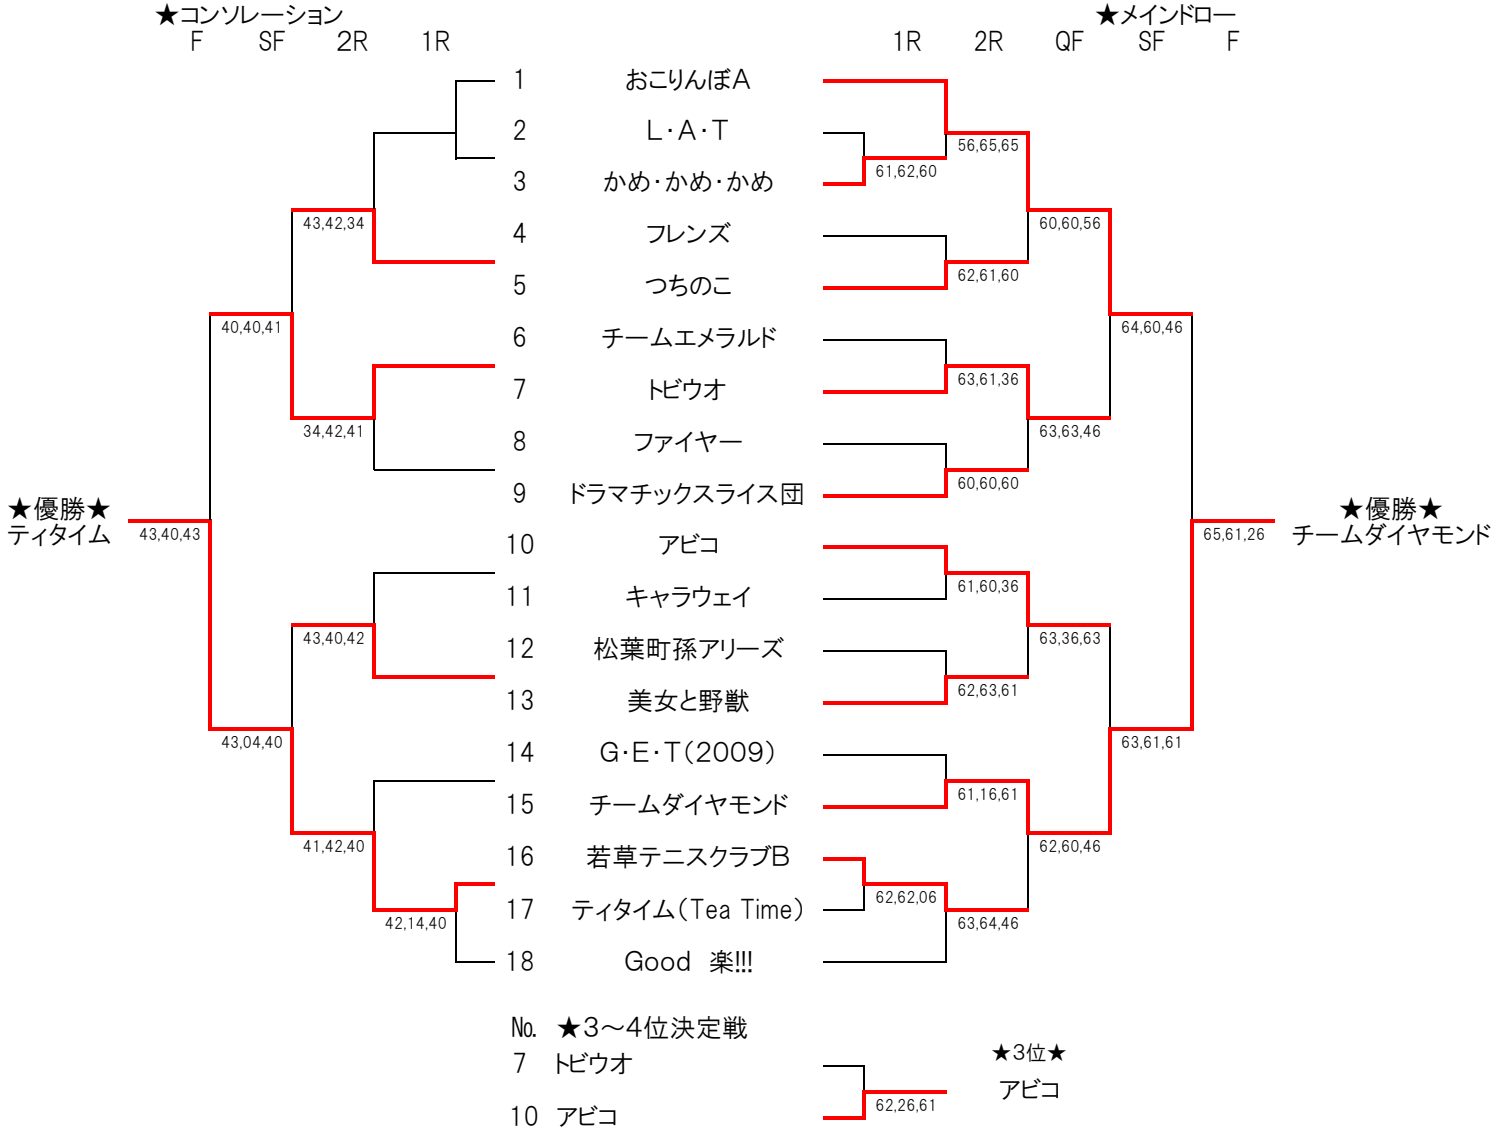 ★コンソレーション ★メインドロー
F SF 2R 1R 1R 2R QF SF F
1 おこりんぼA
2 L・A・T 56,65,65
3 かめ・かめ・かめ 61,62,60
43,42,34 60,60,56
4 フレンズ
5 つちのこ 62,61,60
40,40,41 64,60,46
6 チームエメラルド
7 トビウオ 63,61,36
34,42,41 63,63,46
8 ファイヤー
9 ドラマチックスライス団 60,60,60
★優勝★ ★優勝★
ティタイム 43,40,43 65,61,26 チームダイヤモンド
10 アビコ
11 キャラウェイ 61,60,36
43,40,42 63,36,63
12 松葉町孫アリーズ
13 美女と野獣 62,63,61
43,04,40 63,61,61
14 G・E・T(2009)
15 チームダイヤモンド 61,16,61
41,42,40 62,60,46
16 若草テニスクラブB
62,62,06
17 ティタイム(Tea Time)
42,14,40 63,64,46
18 Good 楽!!!
No. ★3~4位決定戦
7 トビウオ ★3位★
アビコ
62,26,61
10 アビコ